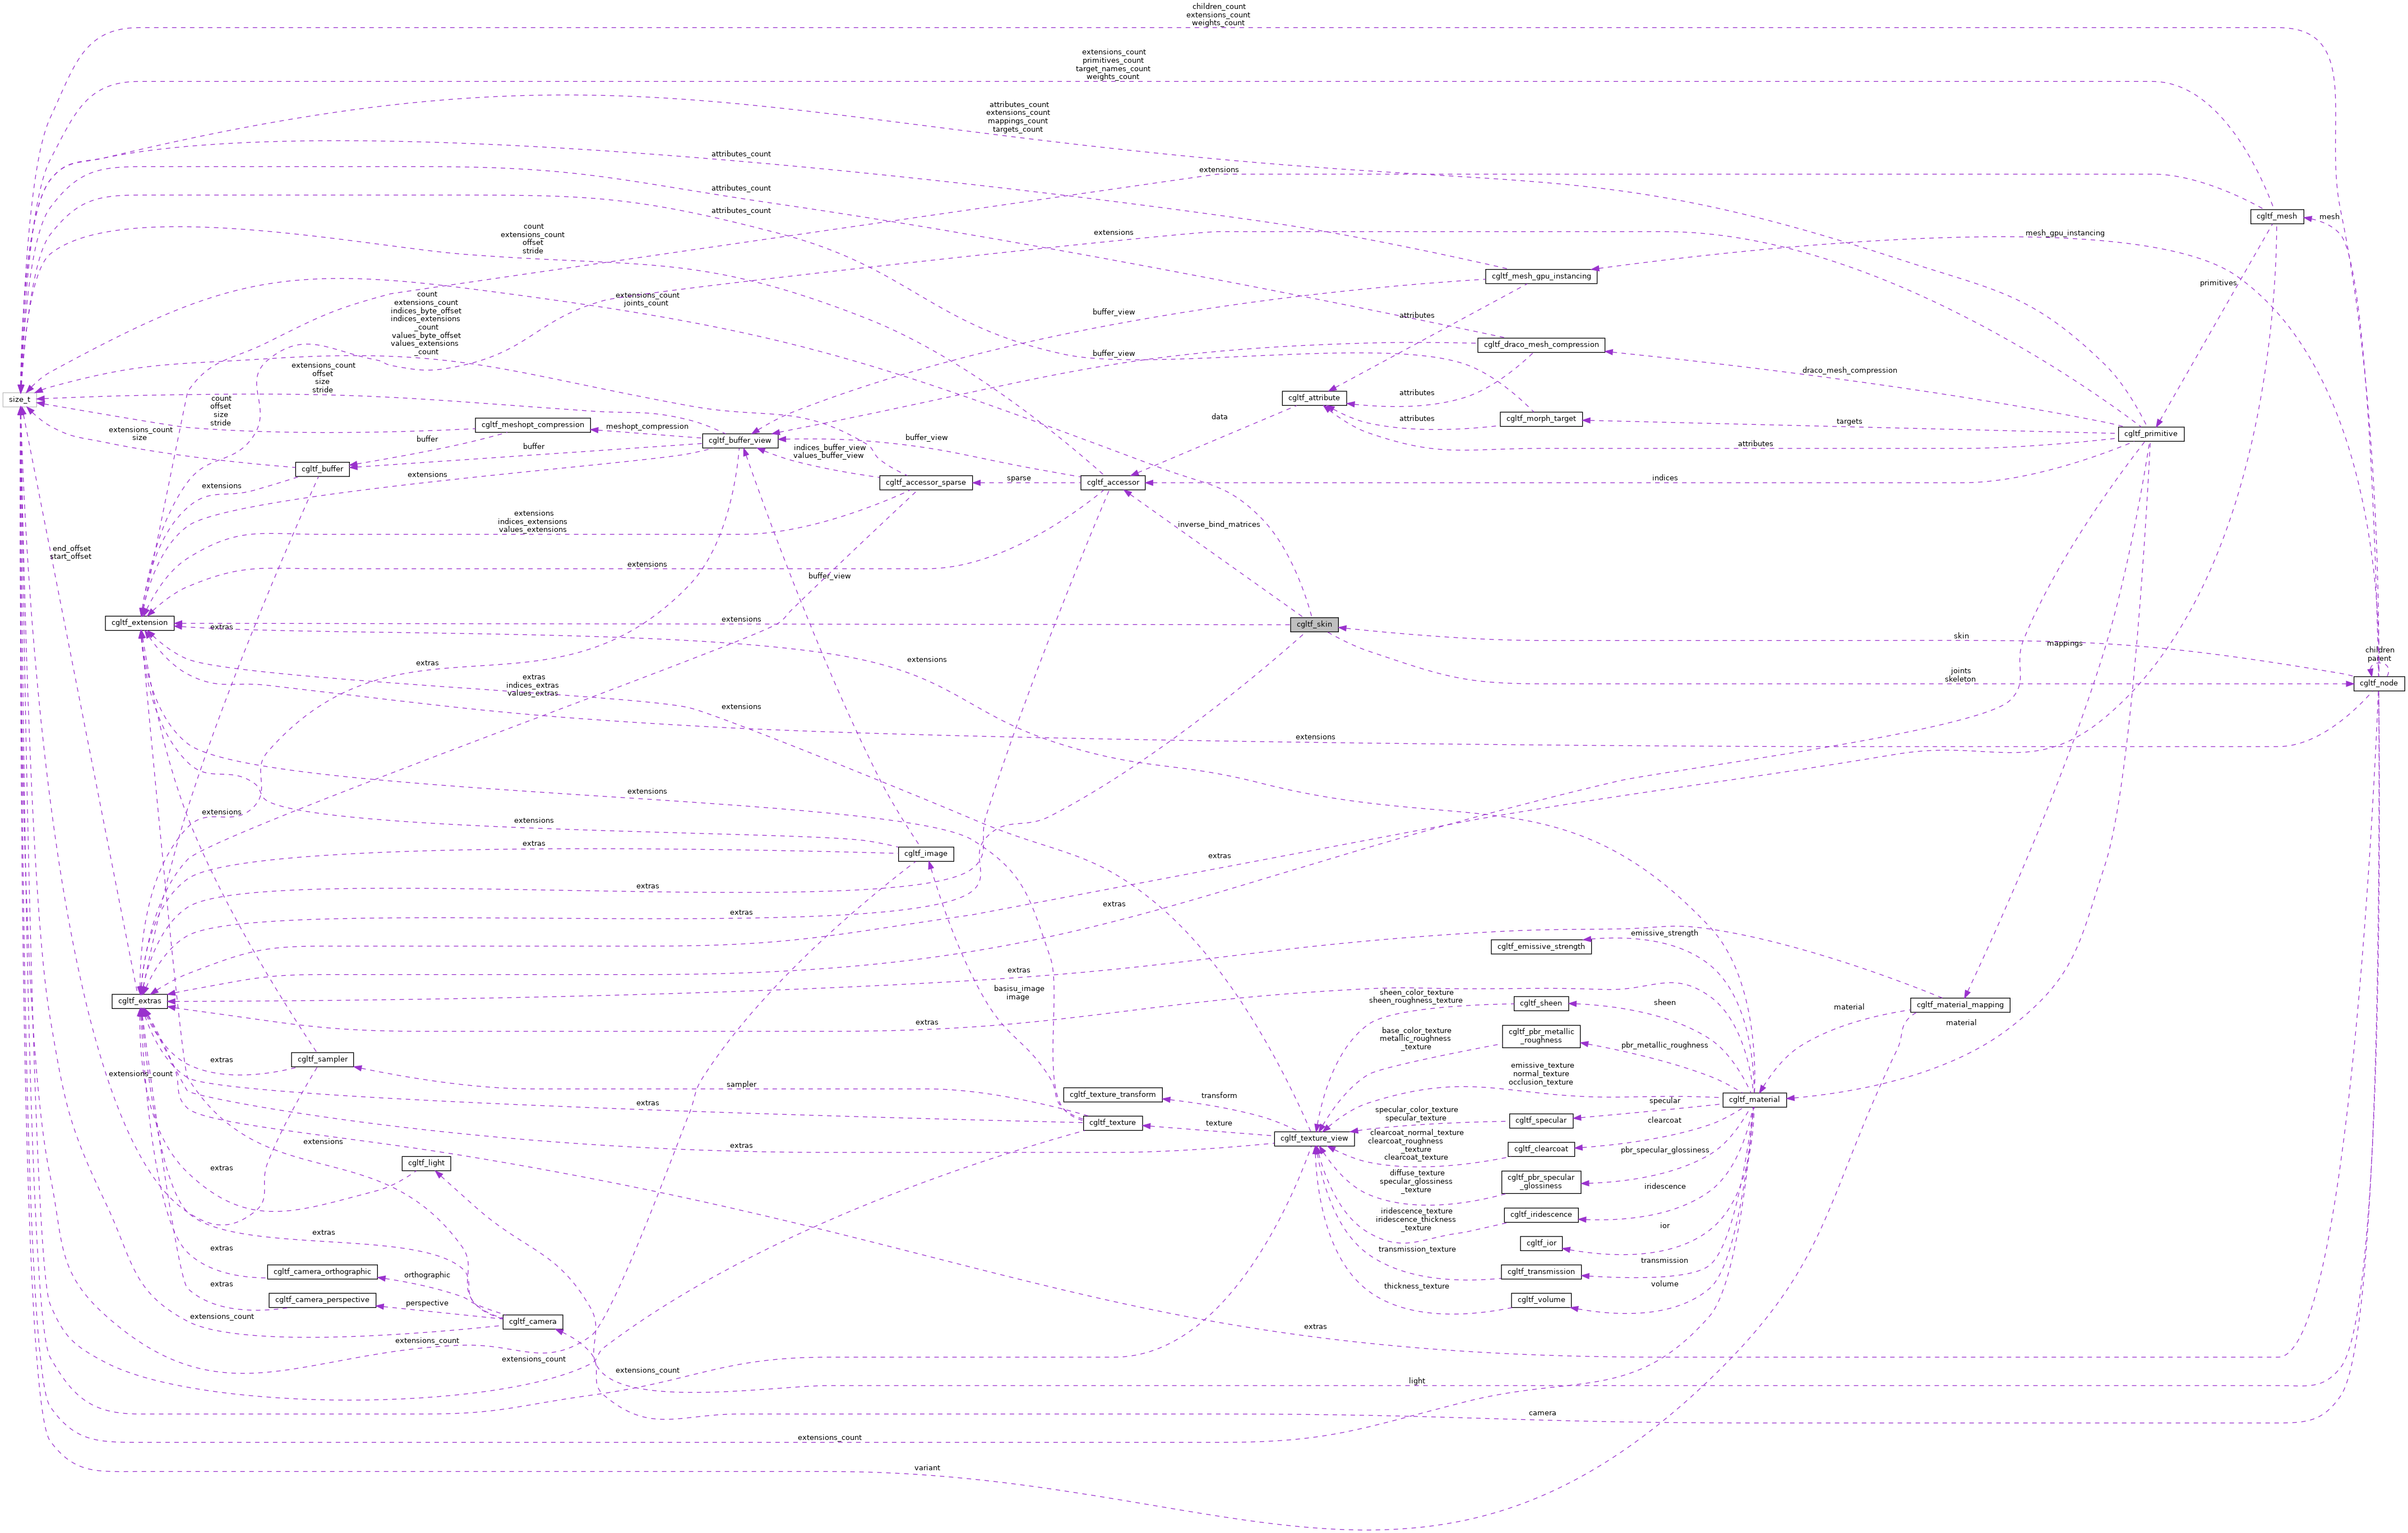 children_count
extensions_count
weights_count
extensions_count
primitives_count
target_names_count
weights_count
attributes_count
extensions_count
mappings_count
targets_count
attributes_count
extensions
attributes_count
attributes_count
cgltf_mesh
mesh
count
extensions_count
offset
stride
extensions
mesh_gpu_instancing
cgltf_mesh_gpu_instancing
primitives
count
extensions_count
indices_byte_offset
indices_extensions
_count
values_byte_offset
values_extensions
_count
extensions_count
joints_count
buffer_view
attributes
cgltf_draco_mesh_compression
buffer_view
extensions_count
offset
size
stride
draco_mesh_compression
size_t
count
offset
size
stride
cgltf_attribute
attributes
cgltf_meshopt_compression
meshopt_compression
data
attributes
cgltf_morph_target
targets
extensions_count
size
buffer
cgltf_buffer_view
buffer_view
cgltf_primitive
buffer
indices_buffer_view
values_buffer_view
attributes
cgltf_buffer
extensions
extensions
cgltf_accessor_sparse
sparse
cgltf_accessor
indices
extensions
indices_extensions
values_extensions
inverse_bind_matrices
end_offset
start_offset
extensions
buffer_view
cgltf_extension
extras
extensions
cgltf_skin
skin
mappings
children
parent
extras
extensions
joints
skeleton
cgltf_node
extras
indices_extras
values_extras
extensions
extensions
extensions
extensions
extensions
extras
cgltf_image
extras
extras
extras
extras
extras
emissive_strength
cgltf_emissive_strength
extras
basisu_image
image
cgltf_extras
sheen_color_texture
sheen_roughness_texture
cgltf_sheen
sheen
material
cgltf_material_mapping
extras
base_color_texture
metallic_roughness
_texture
cgltf_pbr_metallic
_roughness
pbr_metallic_roughness
material
cgltf_sampler
extras
extensions_count
sampler
cgltf_texture_transform
transform
emissive_texture
normal_texture
occlusion_texture
cgltf_material
extras
cgltf_texture
texture
specular_color_texture
specular_texture
cgltf_specular
specular
extensions
extras
cgltf_texture_view
clearcoat_normal_texture
clearcoat_roughness
_texture
clearcoat_texture
cgltf_clearcoat
clearcoat
pbr_specular_glossiness
cgltf_light
extras
diffuse_texture
specular_glossiness
_texture
cgltf_pbr_specular
_glossiness
iridescence
iridescence_texture
iridescence_thickness
_texture
cgltf_iridescence
ior
extras
extras
transmission_texture
cgltf_ior
transmission
cgltf_camera_orthographic
orthographic
cgltf_transmission
extras
thickness_texture
volume
cgltf_camera_perspective
perspective
cgltf_volume
extensions_count
cgltf_camera
extras
extensions_count
extensions_count
extensions_count
light
camera
extensions_count
variant